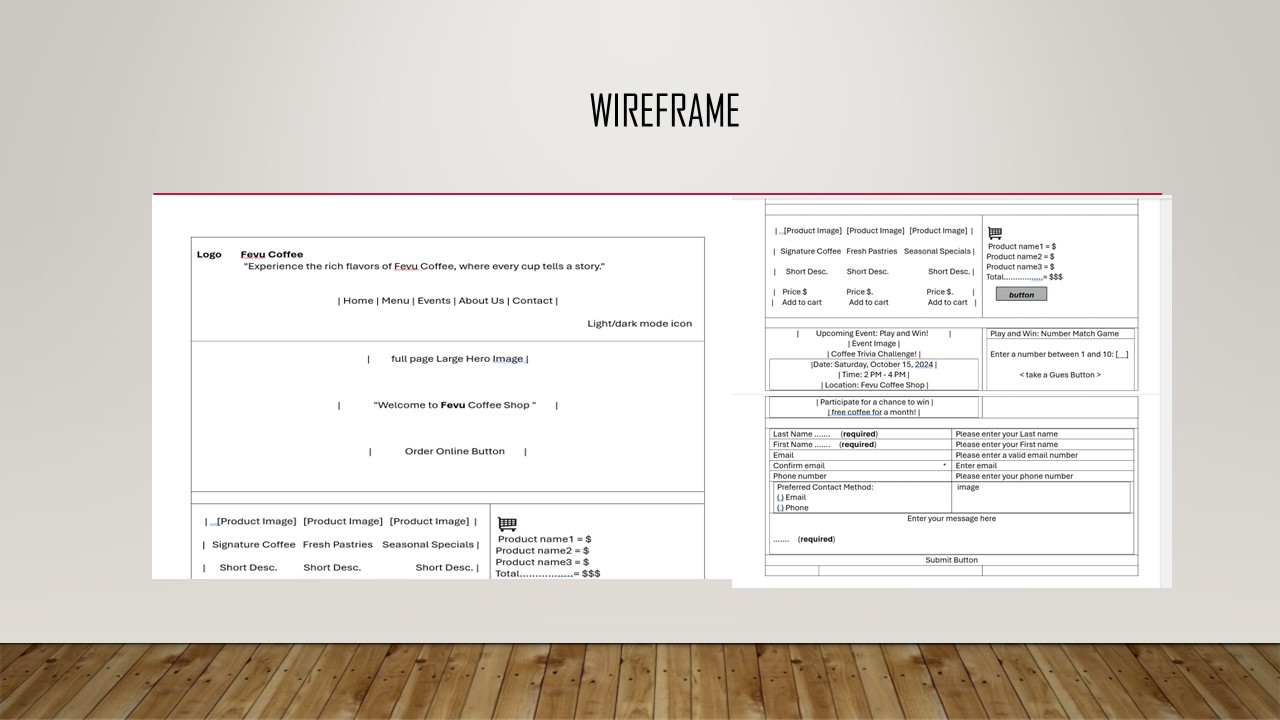 WIREFRAME
Logo Fevu Coffee
"Experience the rich flavors of Fevu Coffee, where every cup tells a story."
| Home | Menu | Events | About Us | Contact |
Light/dark mode icon
| full page Large Hero Image |
| "Welcome to Fevu Coffee Shop " |
| Order Online Button |
| [Product Image] [Product Image] [Product Image] |
| Signature Coffee Fresh Pastries Seasonal Specials |
| Short Desc. Short Desc. Short Desc. |
Product name1 = $
Product name2 = $
Product name3 = $
Total..................= $$$
| [Product Image] [Product Image] [Product Image] |
| Signature Coffee Fresh Pastries Seasonal Specials |
| Short Desc. Short Desc. Short Desc. |
| Price $ Price $. Price $. |
| Add to cart Add to cart Add to cart |
Product name1 = $
Product name2 = $
Product name3 = $
Total..................= $$$
button
| Upcoming Event: Play and Win! |
| Event Image |
| Coffee Trivia Challenge! |
|Date: Saturday, October 15, 2024 |
| Time: 2 PM - 4 PM |
| Location: Fevu Coffee Shop |
Play and Win: Number Match Game
Enter a number between 1 and 10: [__]
< take a Gues Button >
| Participate for a chance to win |
| free coffee for a month! |
Last Name ....... (required) Please enter your Last name
First Name ...... (required) Please enter your First name
Email Please enter a valid email number
Confirm email * Enter email
Phone number Please enter your phone number
Preferred Contact Method: image
( ) Email
( ) Phone
Enter your message here
....... (required)
Submit Button